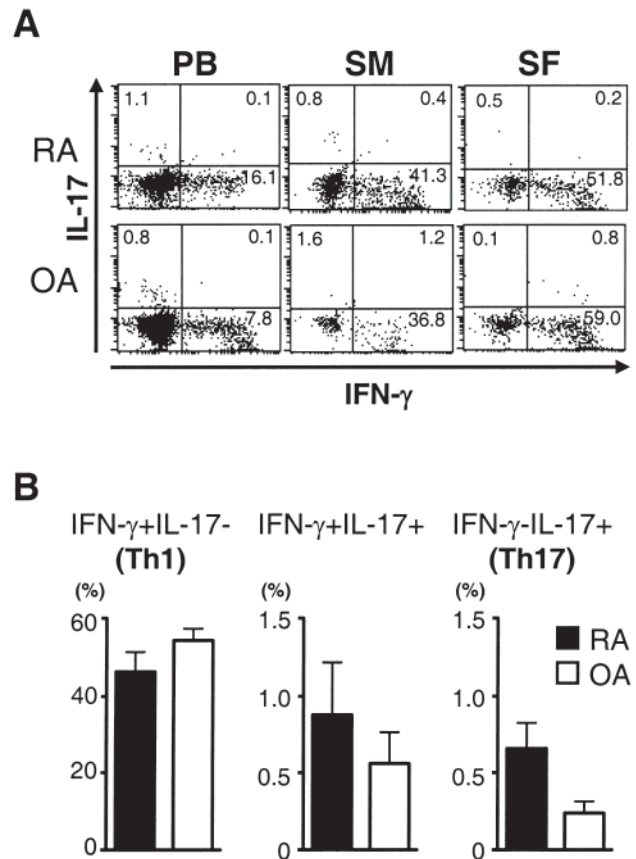 A
PB SM SF
RA
1.1 0.1 0.8 0.4 0.5 0.2
16.1 41.3 51.8
IL-17
OA
0.8 0.1 1.6 1.2 0.1 0.8
7.8 36.8 59.0
IFN-γ
B
IFN-γ+IL-17- IFN-γ+IL-17+ IFN-γ-IL-17+
(Th1) (Th17)
(%) (%) (%)
60 1.5 1.5
RA
OA
40 1.0 1.0
20 0.5 0.5
0 0 0